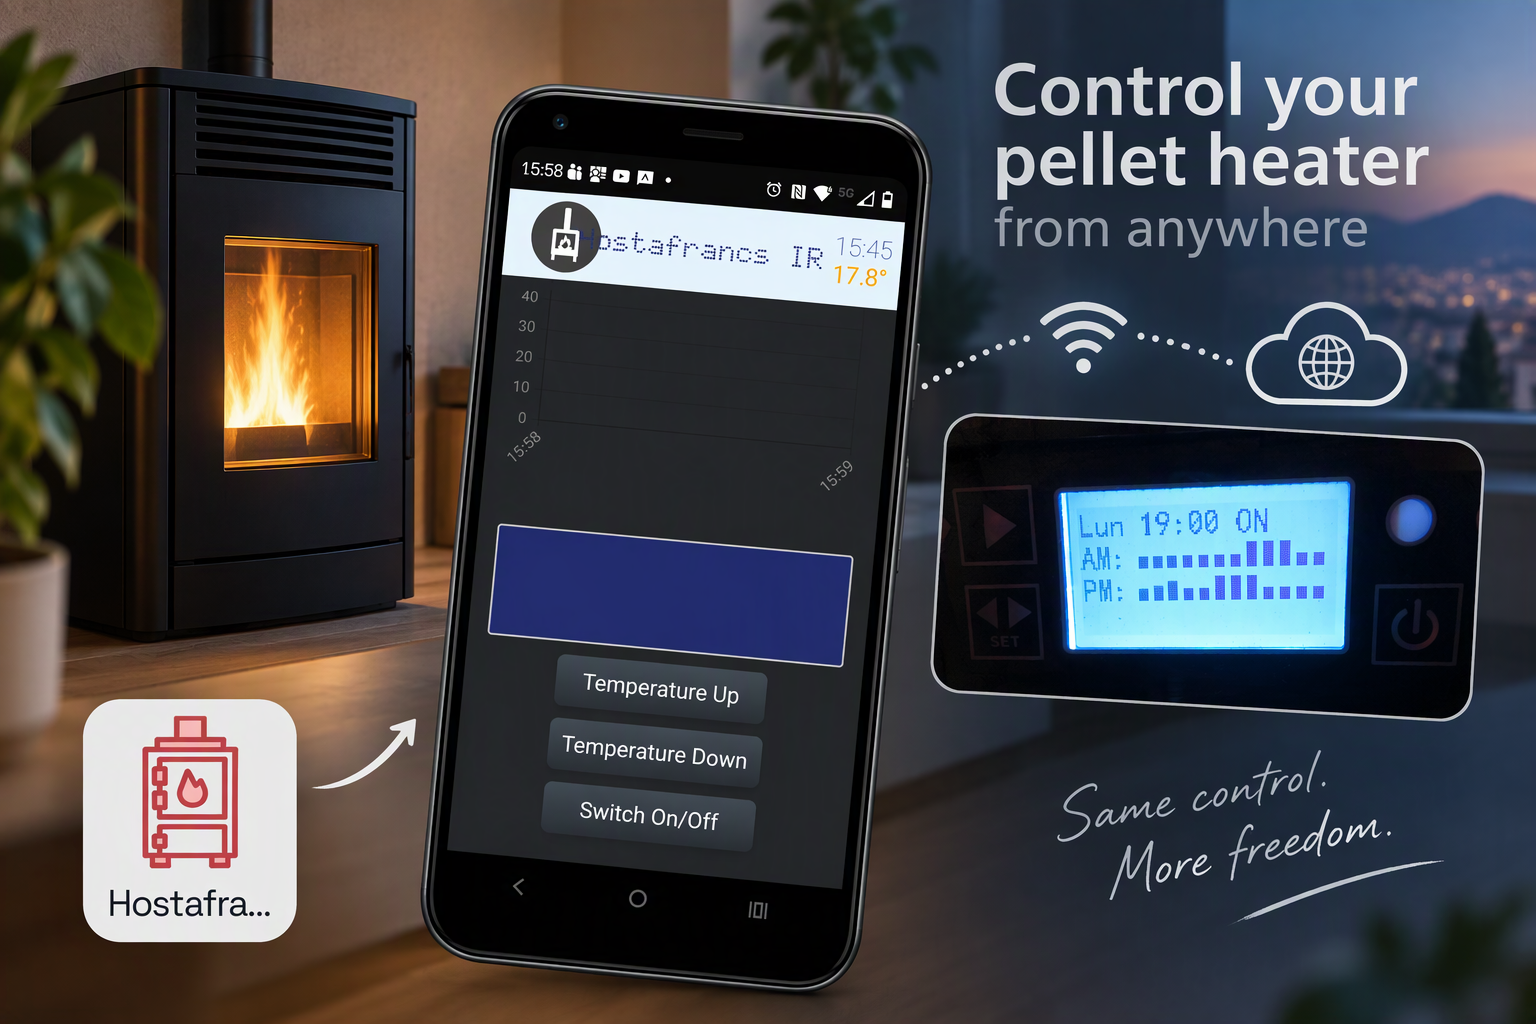 Control your
pellet heater
from anywhere
15:58
5G
Hostafrancs IR
15:45
17.8°
40
30
20
10
0
15:58
15:59
Temperature Up
Temperature Down
Switch On/Off
Lun 19:00 ON
AM:
PM:
SET
Hostafra...
Same control.
More freedom.